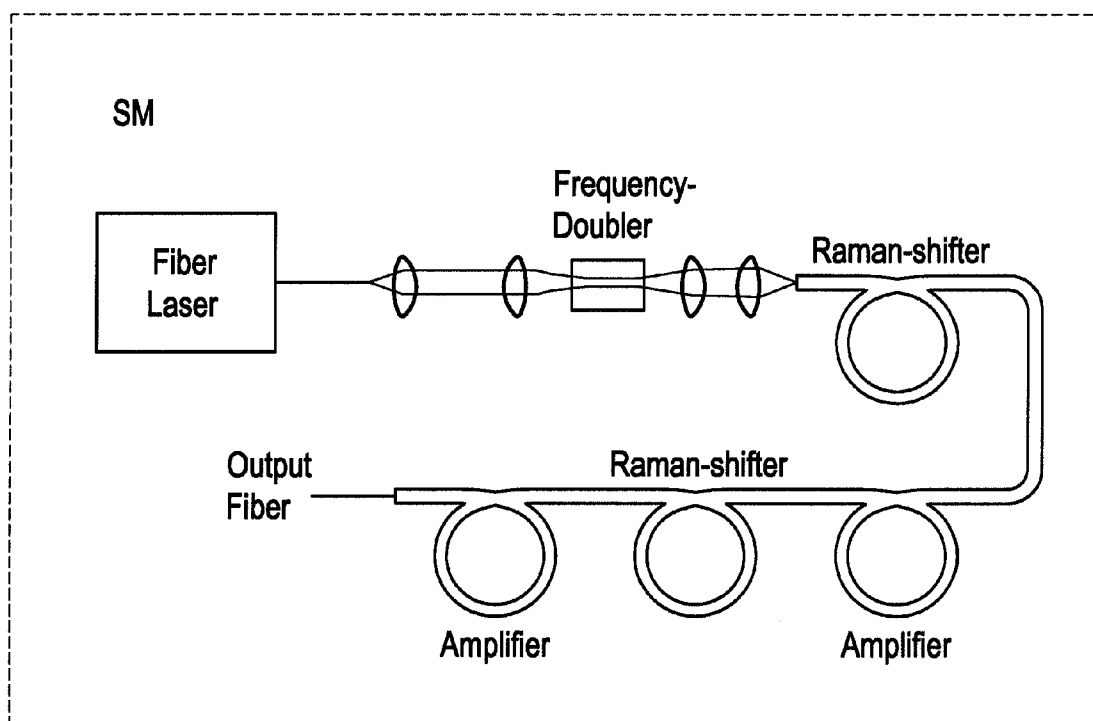 SM
Frequency-
Doubler
Raman-shifter
Fiber
Laser
Output
Fiber
Raman-shifter
Amplifier
Amplifier